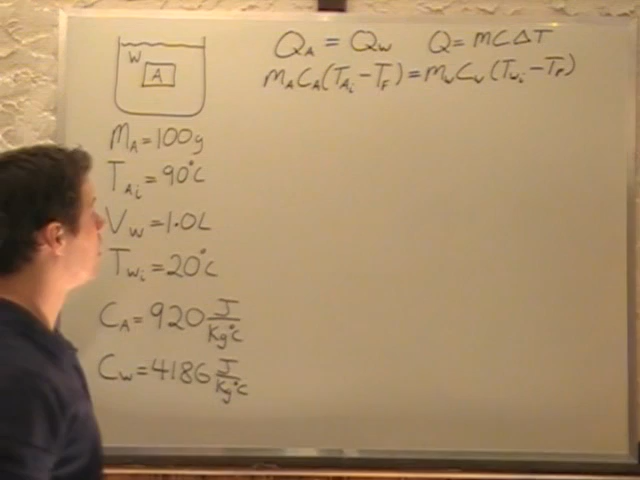 W
A
Q_A = Q_W    Q = mCΔT
m_A C_A (T_Ai − T_F) = m_w C_w (T_wi − T_F)
M_A = 100g
T_Ai = 90°C
V_W = 1.0L
T_Wi = 20°C
C_A = 920 J/Kg°C
C_W = 4186 J/Kg°C